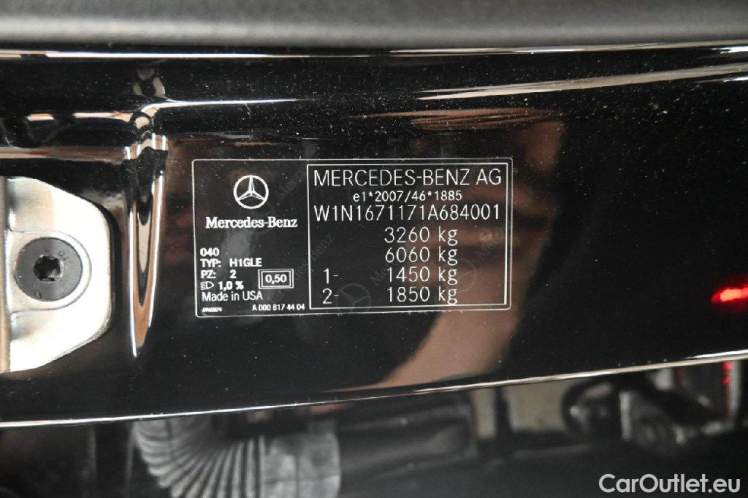 Mercedes-Benz
040
TYP: H1GLE
PZ: 2
1,0 %
0,50
Made in USA
A 000 817 44 04
MERCEDES-BENZ AG
e1*2007/46*1885
W1N1671171A684001
3260 kg
6060 kg
1- 1450 kg
2- 1850 kg
CarOutlet.eu